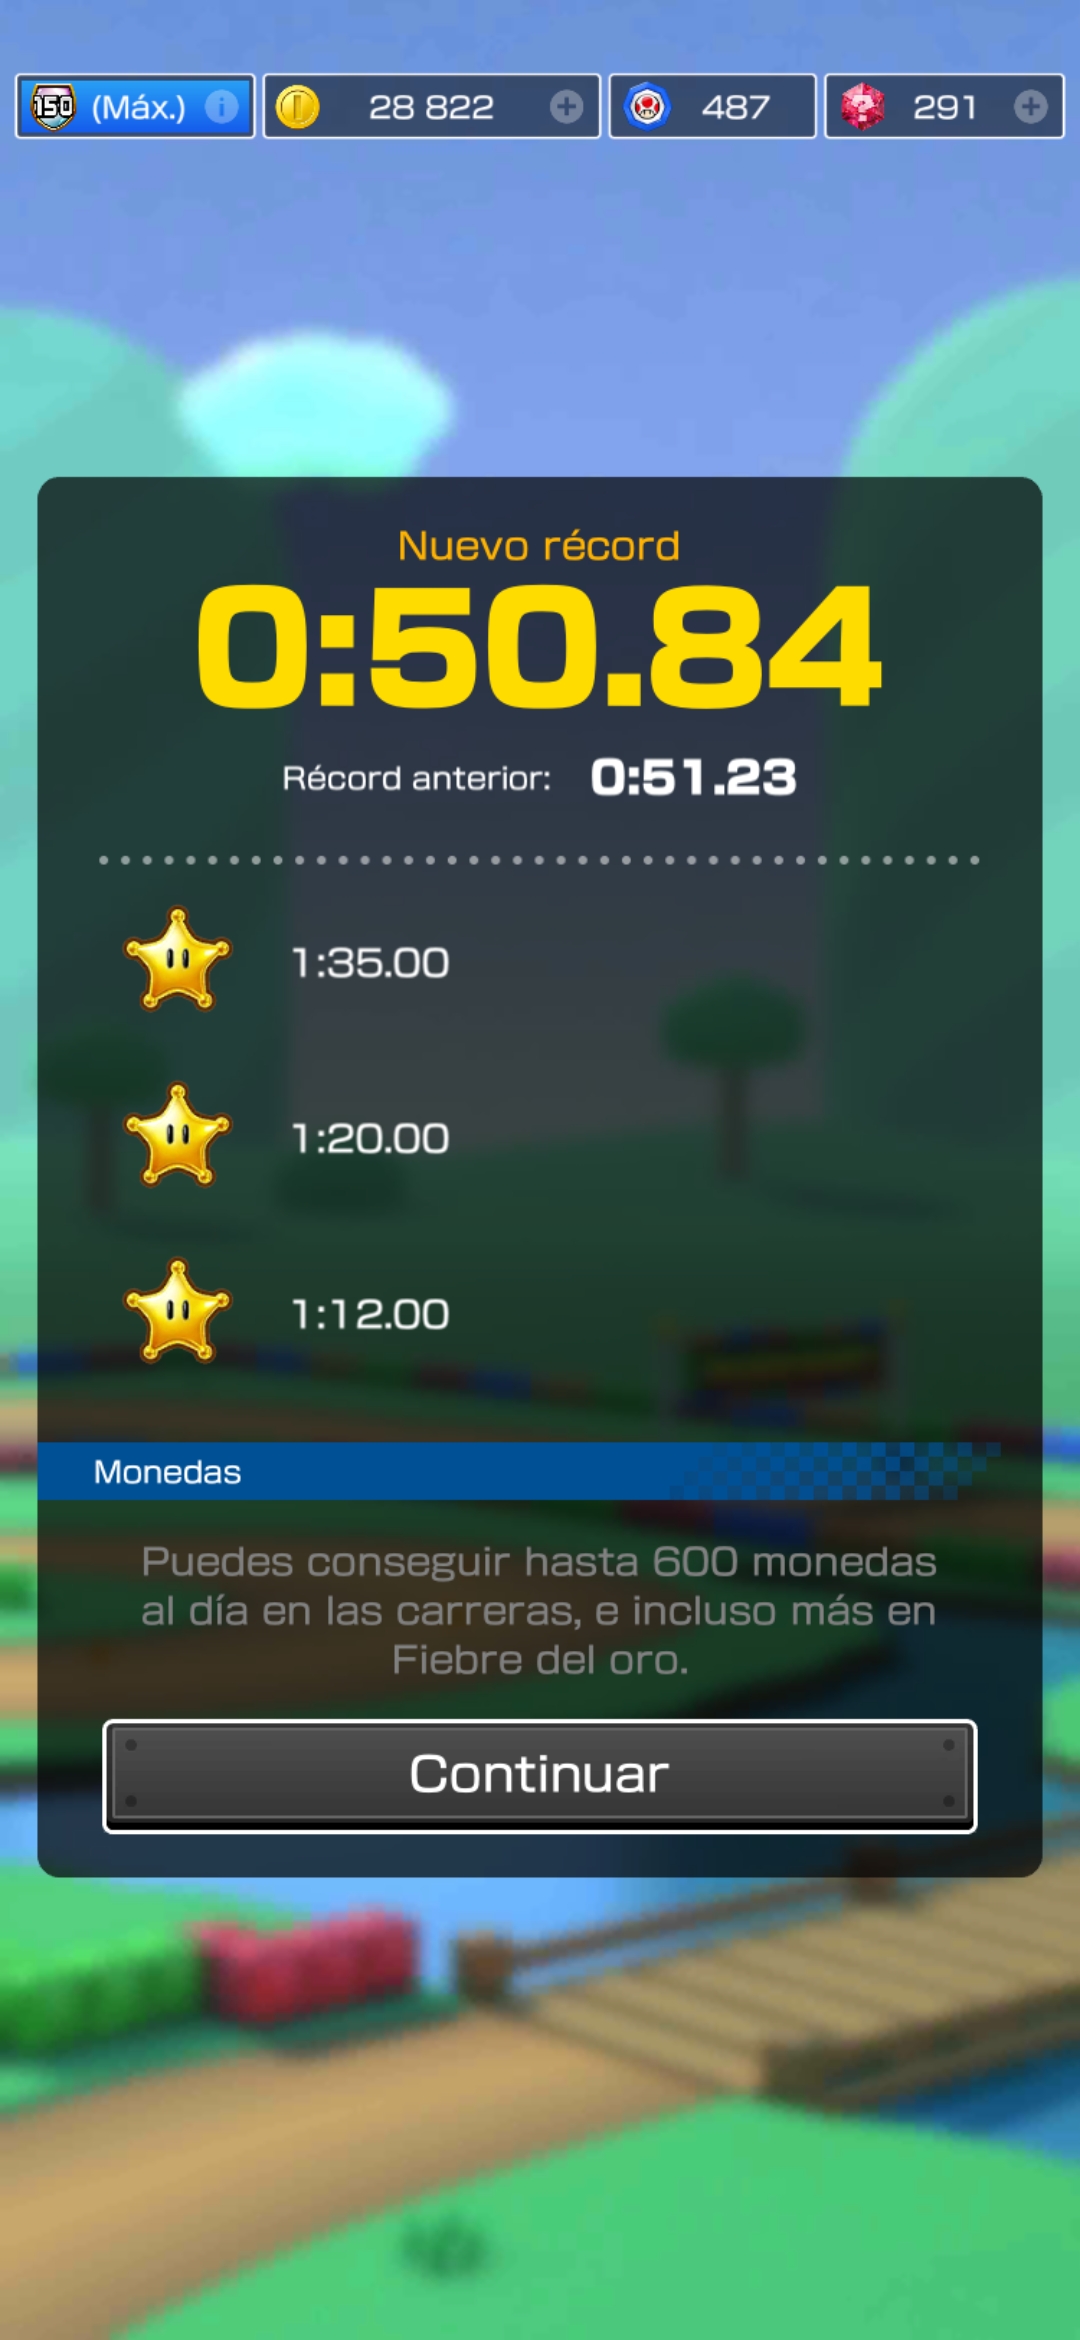 150 (Máx.) i 28 822 + 487 291 +
Nuevo récord
0:50.84
Récord anterior: 0:51.23
1:35.00
1:20.00
1:12.00
Monedas
Puedes conseguir hasta 600 monedas
al día en las carreras, e incluso más en
Fiebre del oro.
Continuar